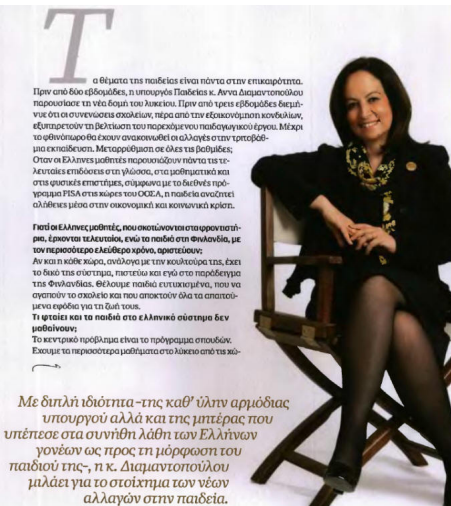 Τα θέματα της παιδείας είναι πάντα στην επικαιρότητα.
Πριν από δύο εβδομάδες, η υπουργός Παιδείας κ. Αννα Διαμαντοπούλου
παρουσίασε τη νέα δομή του λυκείου. Πριν από τρεις εβδομάδες διεμή-
νυε ότι οι συνενώσεις σχολείων, πέρα από την εξοικονόμηση κονδυλίων,
εξυπηρετούν τη βελτίωση του παρεχόμενου παιδαγωγικού έργου. Μέχρι
το φθινόπωρο θα έχουν ανακοινωθεί οι αλλαγές στην τριτοβάθ-
μια εκπαίδευση. Μεταρρύθμιση σε όλες τις βαθμίδες;
Οταν οι Ελληνες μαθητές παρουσιάζουν πάντα τις τε-
λευταίες επιδόσεις στη γλώσσα, στα μαθηματικά και
στις φυσικές επιστήμες, σύμφωνα με το διεθνές πρό-
γραμμα PISA στις χώρες του ΟΟΣΑ, η παιδεία αναζητεί
αλήθειες μέσα στην οικονομική και κοινωνική κρίση.
Γιατί οι Ελληνες μαθητές, που σκοτώνονται στα φροντιστή-
ρια, έρχονται τελευταίοι, ενώ τα παιδιά στη Φινλανδία, με
τον περισσότερο ελεύθερο χρόνο, αριστεύουν;
Αν και η κάθε χώρα, ανάλογα με την κουλτούρα της, έχει
το δικό της σύστημα, πιστεύω και εγώ στο παράδειγμα
της Φινλανδίας. Θέλουμε παιδιά ευτυχισμένα, που να
αγαπούν το σχολείο και που αποκτούν όλα τα απαιτού-
μενα εφόδια για τη ζωή τους.
Τι φταίει και τα παιδιά στο ελληνικό σύστημα δεν
μαθαίνουν;
Το κεντρικό πρόβλημα είναι το πρόγραμμα σπουδών.
Εχουμε τα περισσότερα μαθήματα στο λύκειο από τις χώ-
Με διπλή ιδιότητα -της καθ' ύλην αρμόδιας
υπουργού αλλά και της μητέρας που
υπέπεσε στα συνήθη λάθη των Ελλήνων
γονέων ως προς τη μόρφωση του
παιδιού της-, η κ. Διαμαντοπούλου
μιλάει για το στοίχημα των νέων
αλλαγών στην παιδεία.